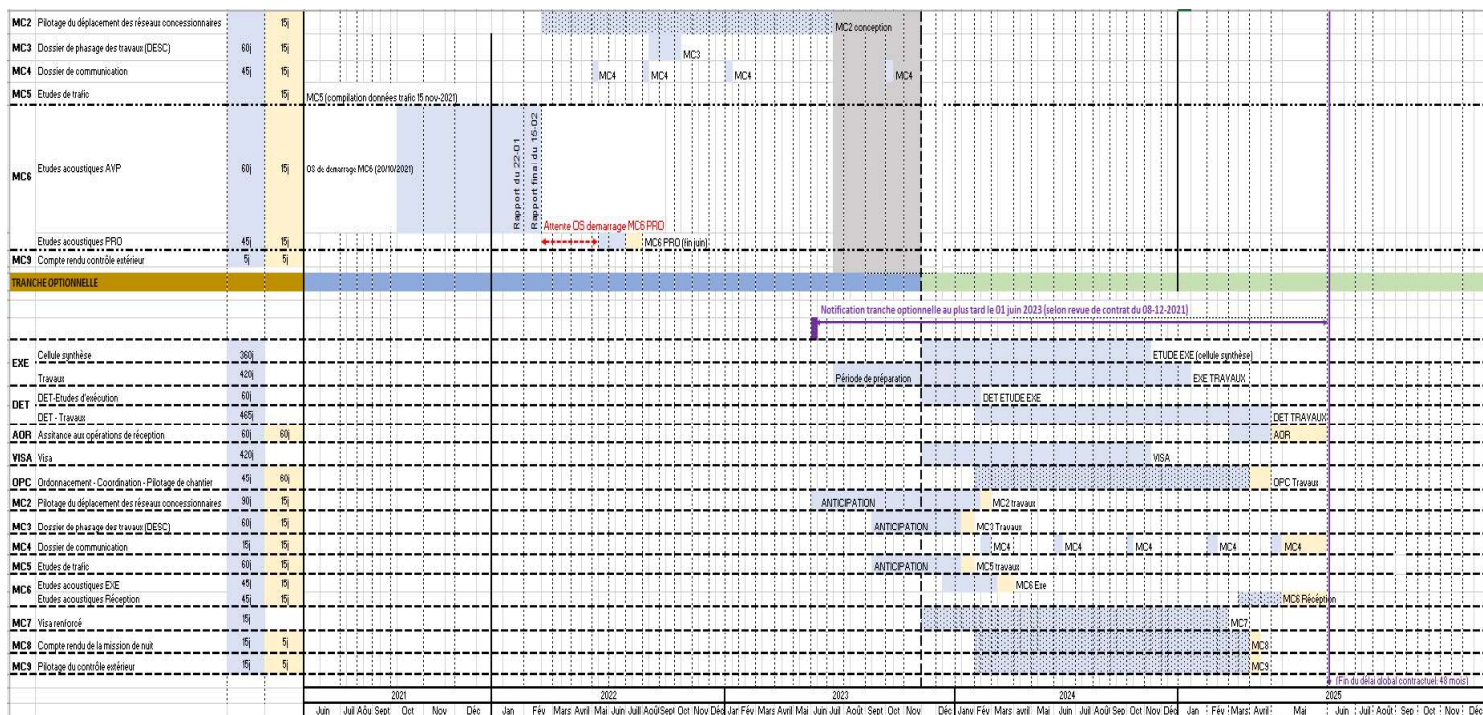 MC2 Pilotage du déplacement des réseaux concessionnaires 15j MC2 conception
MC3 Dossier de phasage des travaux (DESC) 60j 15j MC3
MC4 Dossier de communication 45j 15j MC4 MC4 MC4 MC4
MC5 Etudes de trafic 15j MC5 (compilation données trafic 15 nov-2021)
MC6 Etudes acoustiques AVP 60j 15j OS de demarrage MC6 (20/10/2021)
Rapport du 22-01
Rapport final du 15-02
Attente OS demarrage MC6 PRO
Etudes acoustiques PRO 45j 15j MC6 PRO (fin juin)
MC9 Compte rendu contrôle extérieur 5j 5j
TRANCHE OPTIONNELLE
Notification tranche optionnelle au plus tard le 01 juin 2023 (selon revue de contrat du 08-12-2021)
EXE Cellule synthèse 360j ETUDE EXE (cellule synthèse)
Travaux 420j Période de préparation EXE TRAVAUX
DET DET-Etudes d'exécution 60j DET ETUDE EXE
DET - Travaux 465j DET TRAVAUX
AOR Assitance aux opérations de réception 60j 60j AOR
VISA Visa 420j VISA
OPC Ordonnacement - Coordination - Pilotage de chantier 45j 60j OPC Travaux
MC2 Pilotage du déplacement des réseaux concessionnaires 90j 15j ANTICIPATION MC2 travaux
MC3 Dossier de phasage des travaux (DESC) 60j 15j ANTICIPATION MC3 Travaux
MC4 Dossier de communication 15j 15j MC4 MC4 MC4 MC4 MC4
MC5 Etudes de trafic 60j 15j ANTICIPATION MC5 travaux
MC6 Etudes acoustiques EXE 45j 15j MC6 Exe
Etudes acoustiques Réception 45j 15j MC6 Récéption
MC7 Visa renforcé 15j MC7
MC8 Compte rendu de la mission de nuit 15j 5j MC8
MC9 Pilotage du contrôle extérieur 15j 5j MC9
(Fin du délai global contractuel: 48 mois)
2021 2022 2023 2024 2025
Juin Juil Aôu Sept Oct Nov Déc Jan Fév Mars Avril Mai Juin Juil Août Sep Oct Nov Déc Jar Fév Mars Avril Mai Juin Juil Août Sept Oct Nov Déc Janv Fév Mars avril Mai Juin Juil Août Sep Oct Nov Déc Jan Fév Mars Avril Mai Juin Juil Août Sep Oct Nov Déc